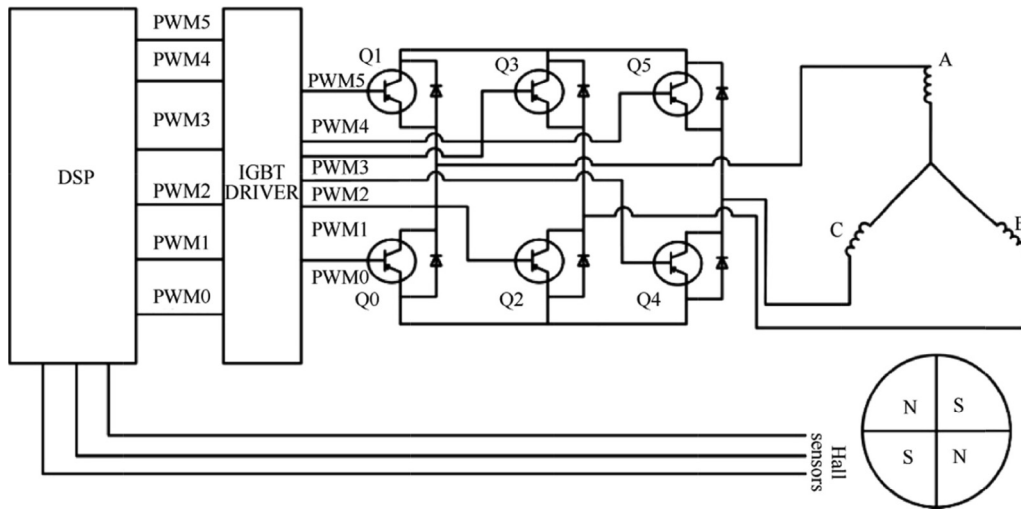 PWM5
PWM4
PWM3
PWM2
PWM1
PWM0
DSP
IGBT
DRIVER
PWM5
PWM4
PWM3
PWM2
PWM1
PWM0
Q1
Q3
Q5
Q0
Q2
Q4
A
C
B
N
S
S
N
Hall
sensors